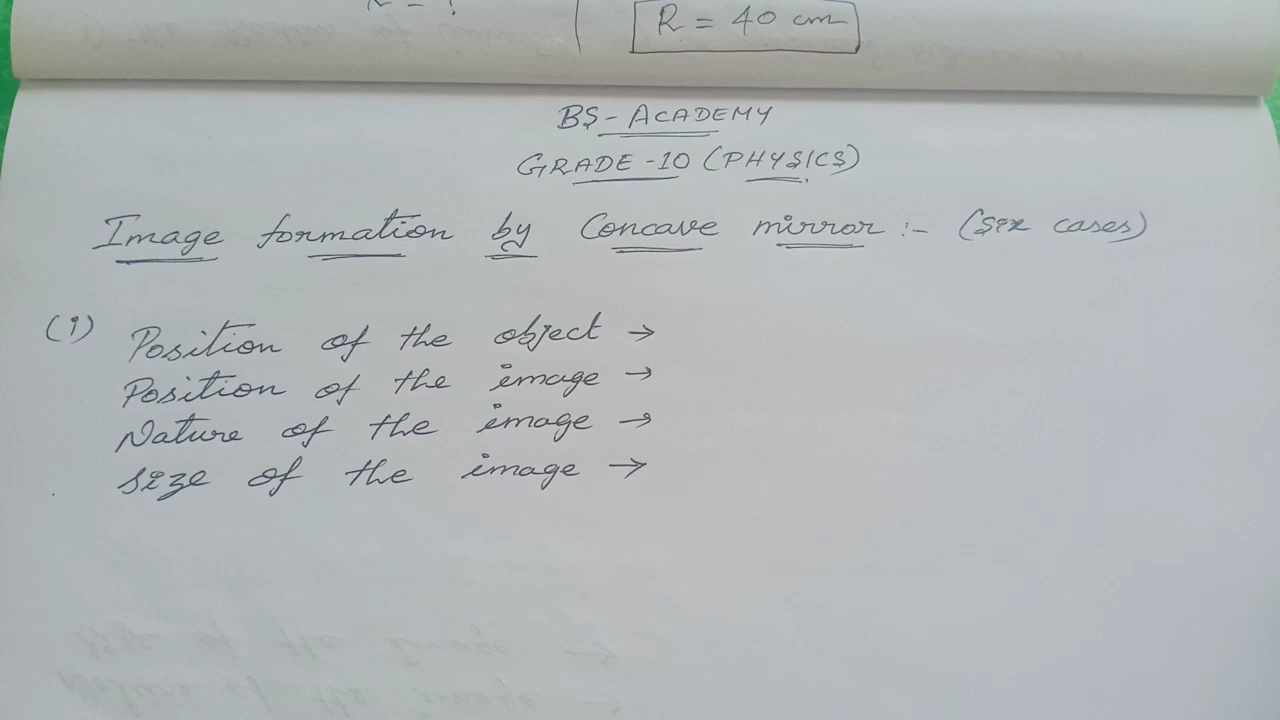 R = 40 cm
BS - ACADEMY
GRADE - 10 (PHYSICS)
Image formation by Concave mirror :- (Six cases)
(i) Position of the object →
Position of the image →
Nature of the image →
Size of the image →